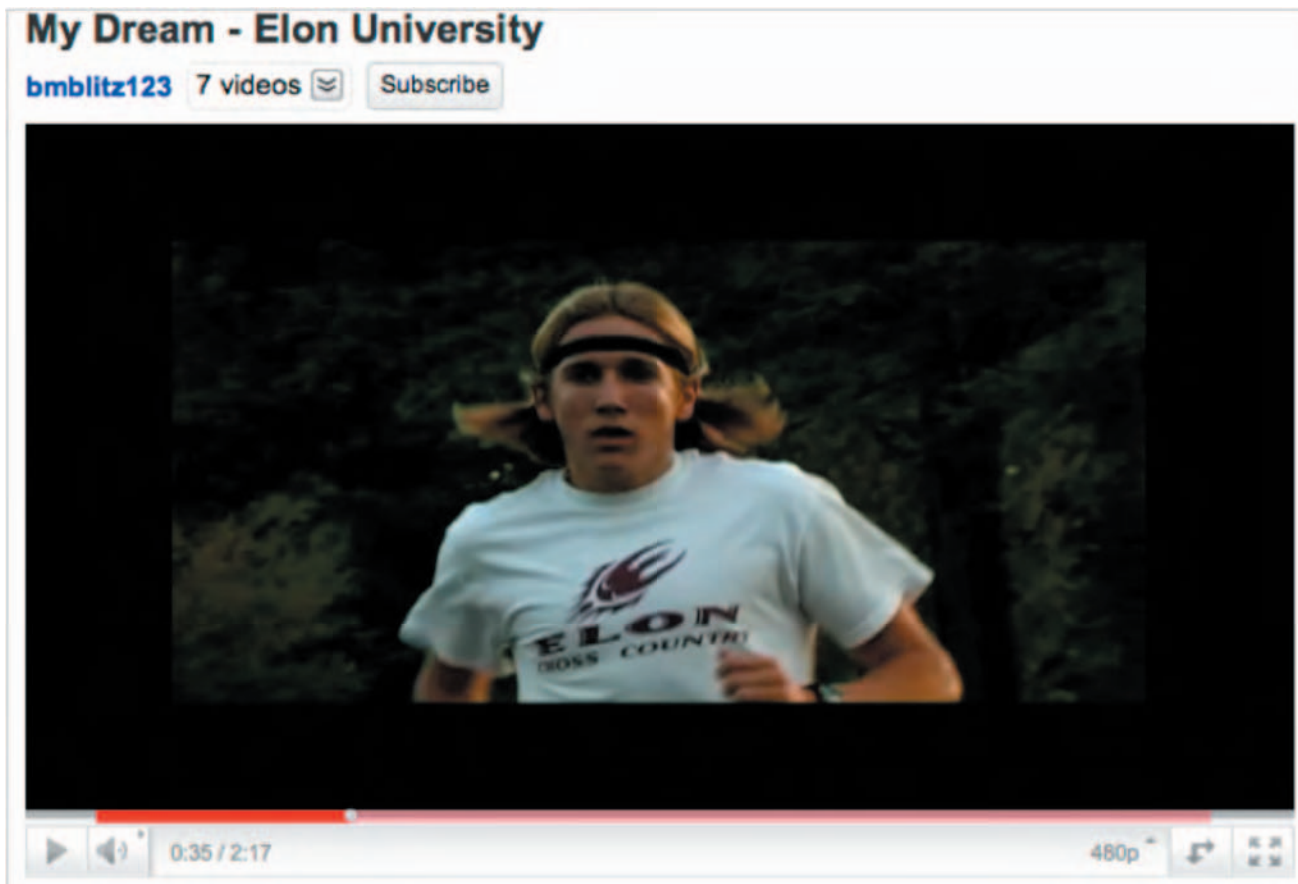 My Dream - Elon University
bmblitz123 7 videos Subscribe
ELON
CROSS COUNTRY
0:35 / 2:17 480p